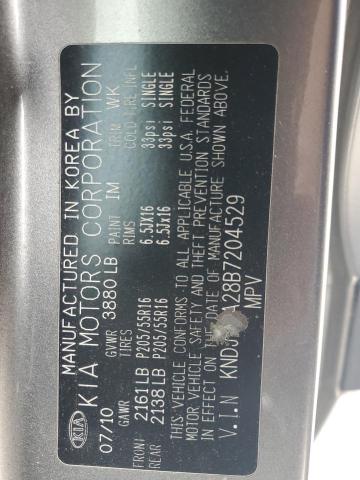 MANUFACTURED IN KOREA BY
KIA MOTORS CORPORATION
KIA
07/10 GVWR 3880 LB PAINT IM TRIM WK
GAWR TIRES RIMS COLD TIRE INFL
FRONT: 2161 LB P205/55R16 6.5JX16 33psi SINGLE
REAR 2138 LB P205/55R16 6.5JX16 33psi SINGLE
THIS VEHICLE CONFORMS TO ALL APPLICABLE U.S.A. FEDERAL
MOTOR VEHICLE SAFETY AND THEFT PREVENTION STANDARDS
IN EFFECT ON THE DATE OF MANUFACTURE SHOWN ABOVE.
V.I.N 28B7204529
MPV